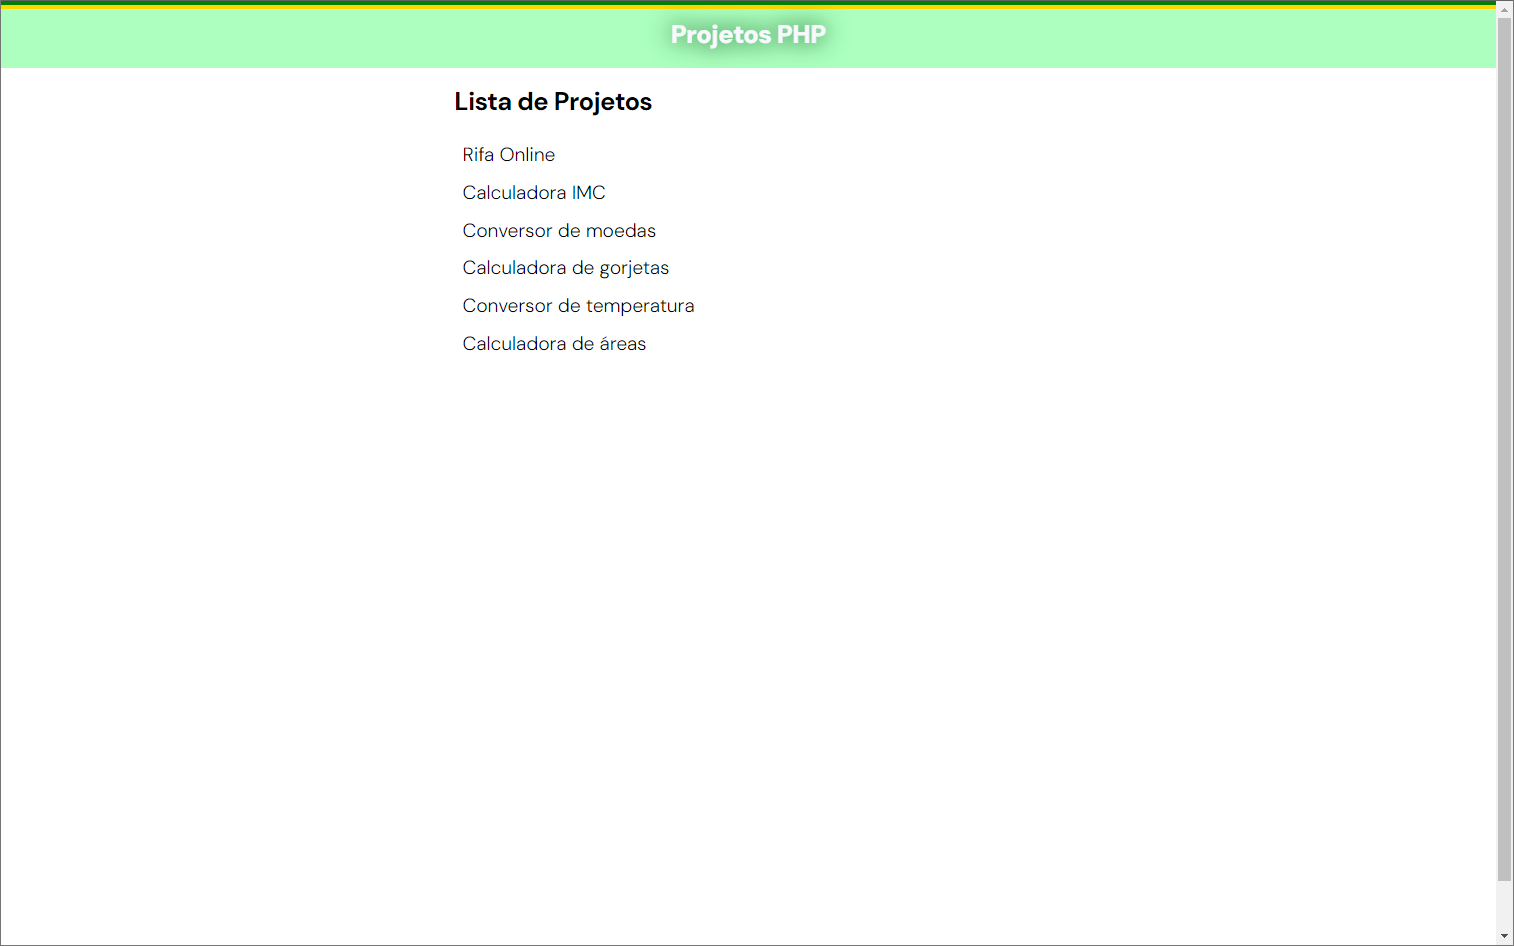 Projetos PHP
Lista de Projetos
Rifa Online
Calculadora IMC
Conversor de moedas
Calculadora de gorjetas
Conversor de temperatura
Calculadora de áreas